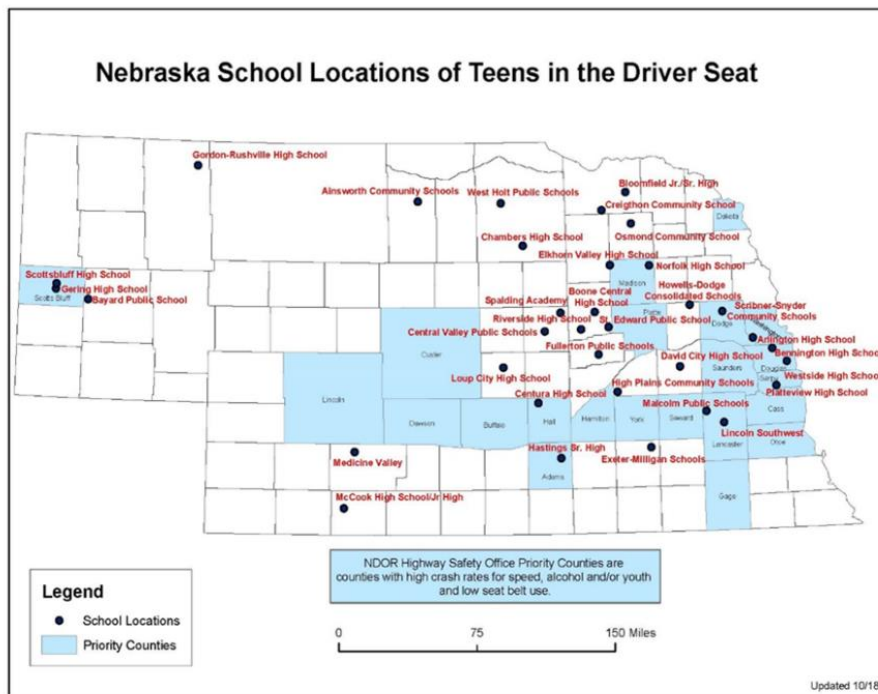 Nebraska School Locations of Teens in the Driver Seat
Gordon-Rushville High School
Ainsworth Community Schools
West Holt Public Schools
Bloomfield Jr./Sr. High
Creigthon Community School
Dakota
Osmond Community School
Chambers High School
Elkhorn Valley High School
Norfolk High School
Scottsbluff High School
Gering High School
Scotts Bluff
Bayard Public School
Madison
Howells-Dodge
Consolidated Schools
Boone Central
High School
Spalding Academy
Platte
Scribner-Snyder
Community Schools
Dodge
Riverside High School
St. Edward Public School
Central Valley Public Schools
Arlington High School
Custer
Fullerton Public Schools
Bennington High School
David City High School
Saunders
Douglas
Loup City High School
Westside High School
Sarpy
High Plains Community Schools
Platteview High School
Lincoln
Centura High School
Malcolm Public Schools
Cass
Dawson
Buffalo
Hall
Hamilton
York
Seward
Lincoln Southwest
Hastings Sr. High
Lancaster
Otoe
Medicine Valley
Exeter-Milligan Schools
Adams
McCook High School/Jr High
Gage
NDOR Highway Safety Office Priority Counties are
counties with high crash rates for speed, alcohol and/or youth
and low seat belt use.
Legend
School Locations
Priority Counties
0 75 150 Miles
Updated 10/18